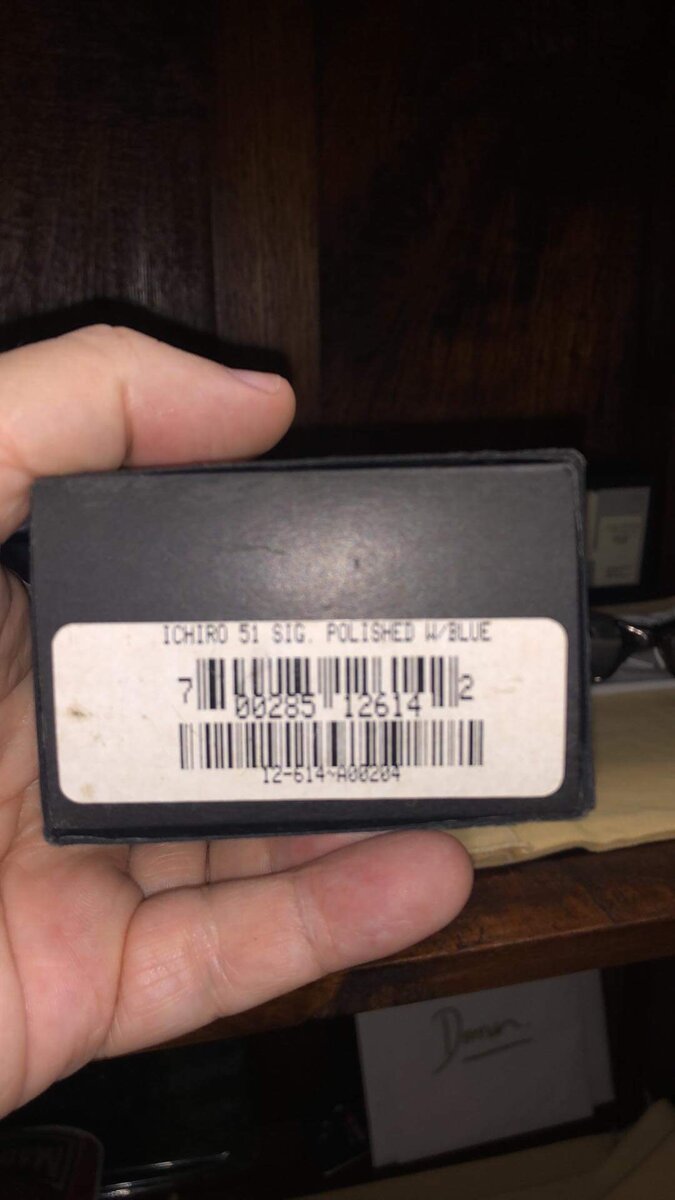 ICHIRO 51 SIG. POLISHED W/BLUE
7 00285 12614 2
12-614~A00204